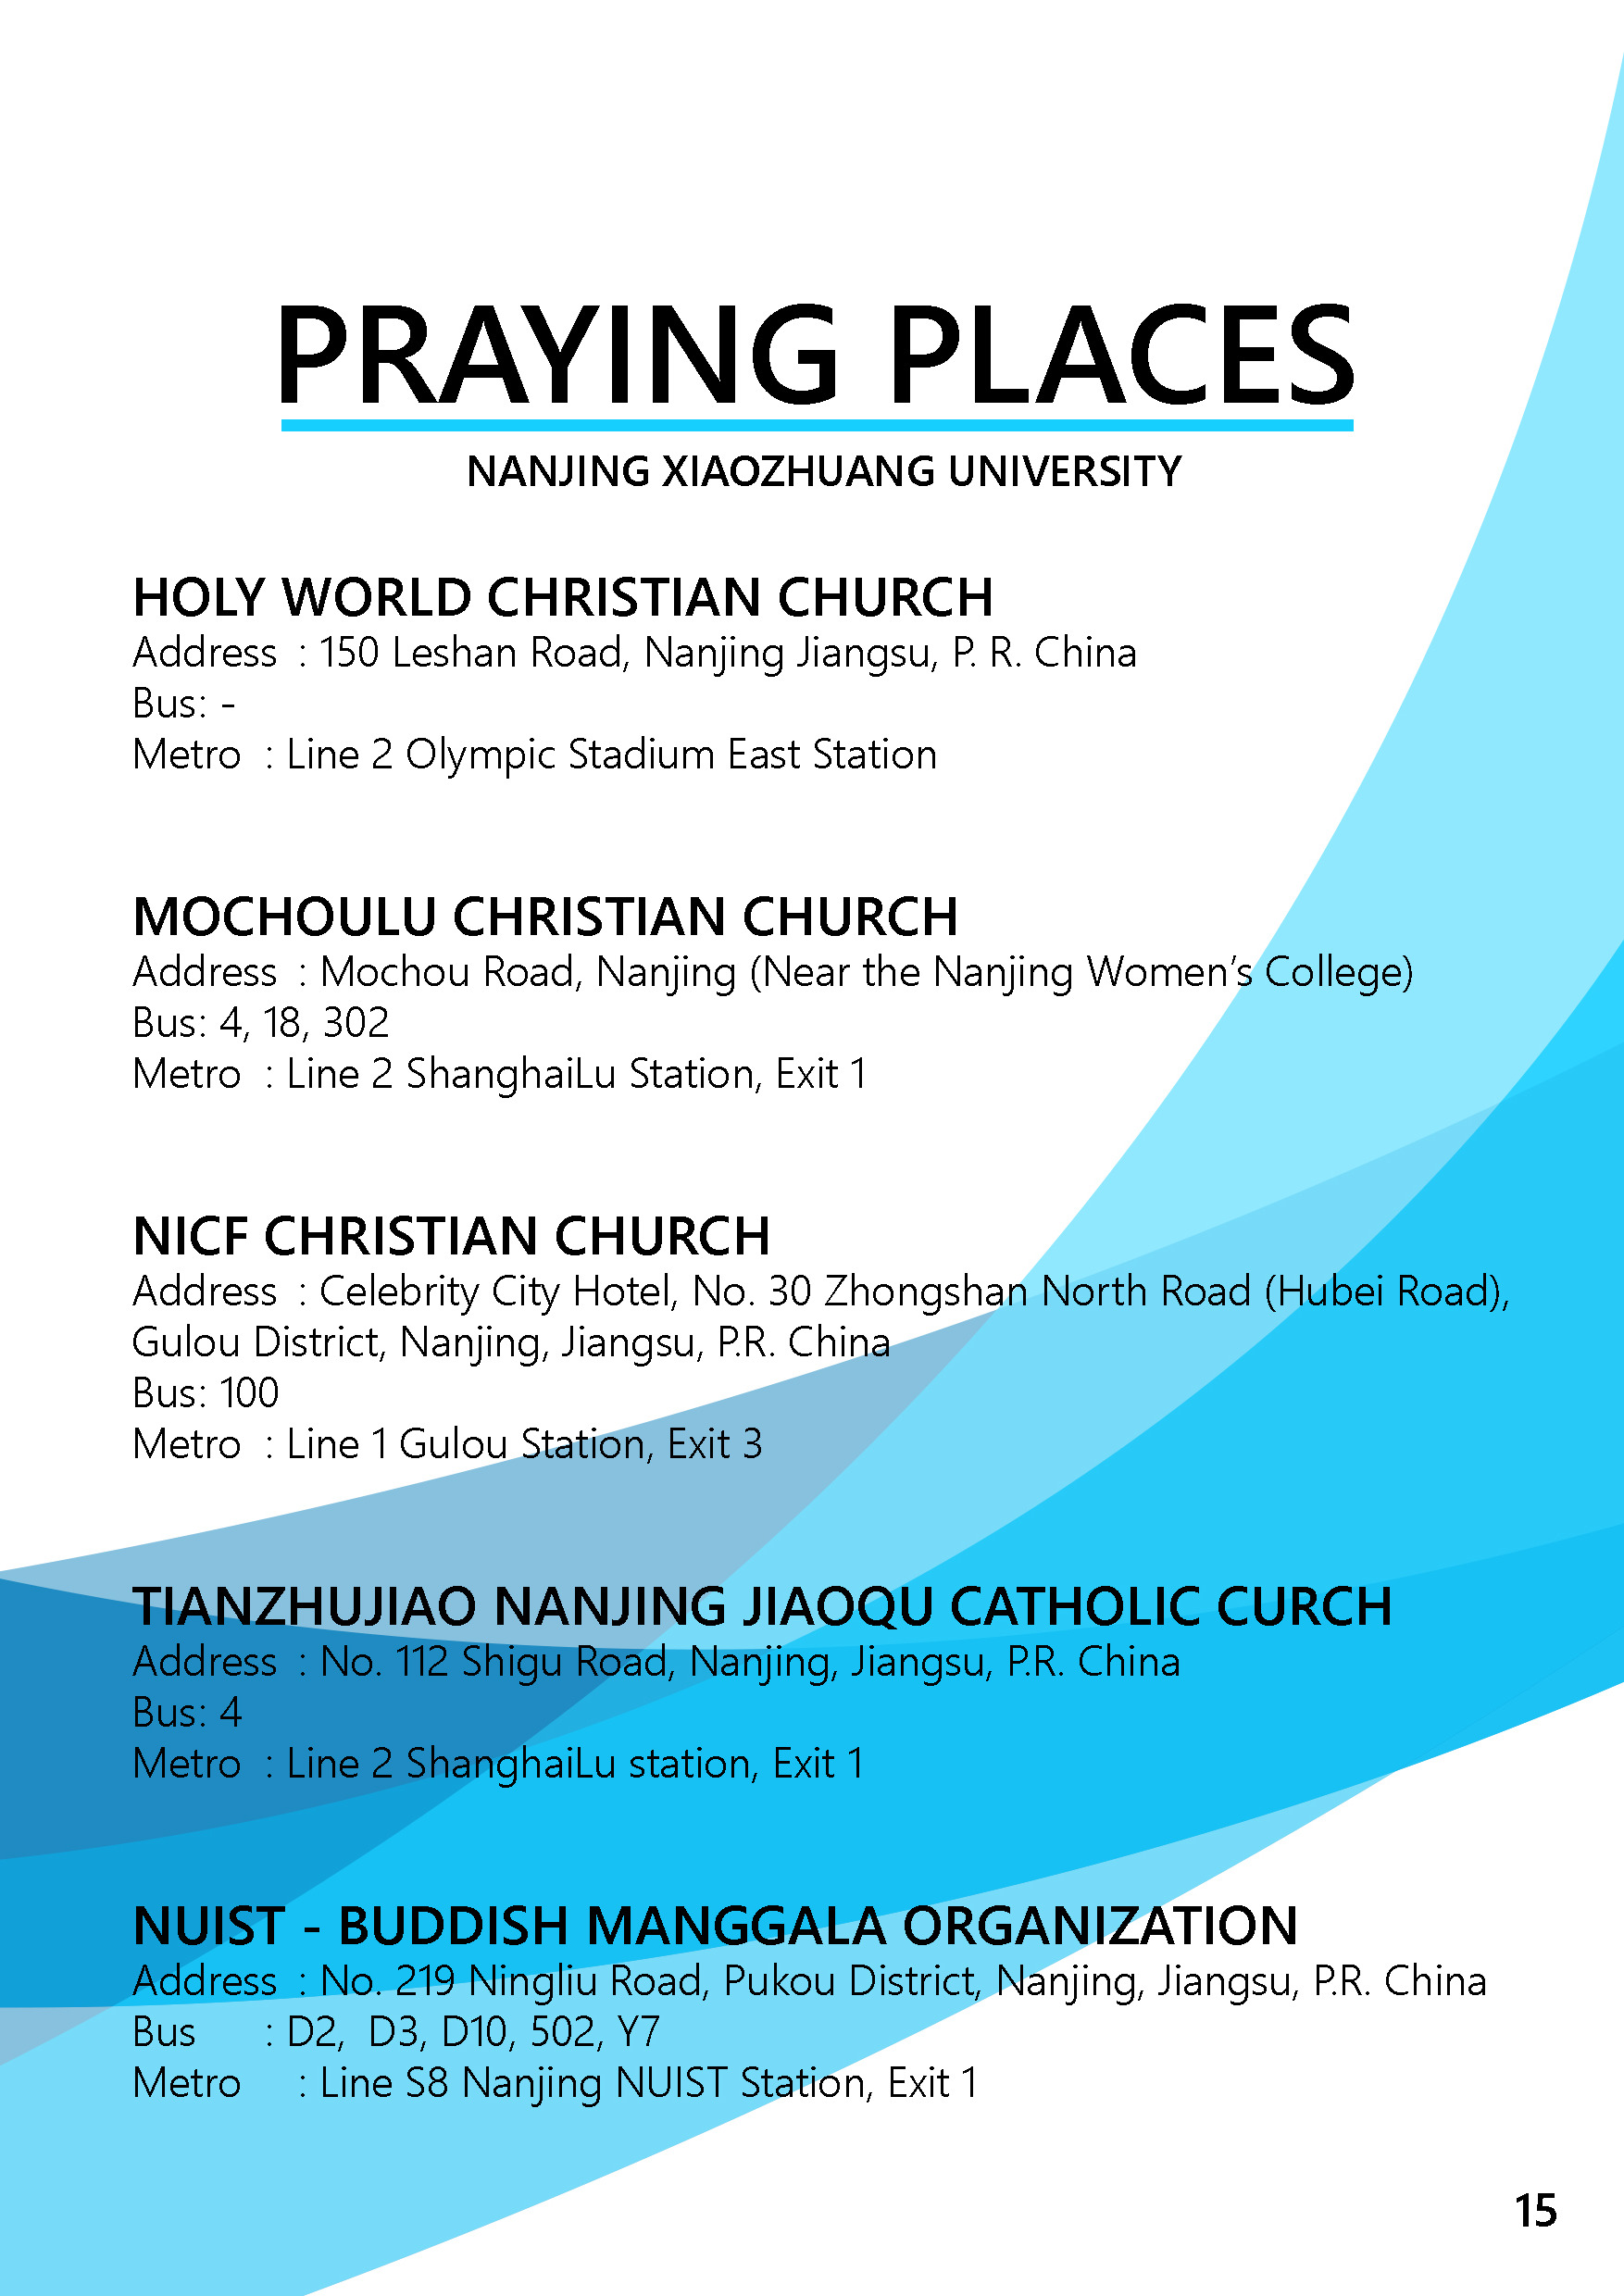 PRAYING PLACES
NANJING XIAOZHUANG UNIVERSITY
HOLY WORLD CHRISTIAN CHURCH
Address : 150 Leshan Road, Nanjing Jiangsu, P. R. China
Bus: -
Metro : Line 2 Olympic Stadium East Station
MOCHOULU CHRISTIAN CHURCH
Address : Mochou Road, Nanjing (Near the Nanjing Women’s College)
Bus: 4, 18, 302
Metro : Line 2 ShanghaiLu Station, Exit 1
NICF CHRISTIAN CHURCH
Address : Celebrity City Hotel, No. 30 Zhongshan North Road (Hubei Road),
Gulou District, Nanjing, Jiangsu, P.R. China
Bus: 100
Metro : Line 1 Gulou Station, Exit 3
TIANZHUJIAO NANJING JIAOQU CATHOLIC CURCH
Address : No. 112 Shigu Road, Nanjing, Jiangsu, P.R. China
Bus: 4
Metro : Line 2 ShanghaiLu station, Exit 1
NUIST - BUDDISH MANGGALA ORGANIZATION
Address : No. 219 Ningliu Road, Pukou District, Nanjing, Jiangsu, P.R. China
Bus : D2, D3, D10, 502, Y7
Metro : Line S8 Nanjing NUIST Station, Exit 1
15